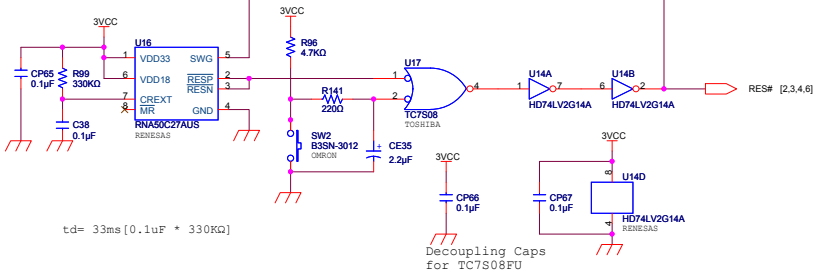 3VCC
U16
1
VDD33
SWG
5
6
VDD18
RESP
2
RESN
3
7
CREXT
8
MR
GND
4
RNA50C27AUS
RENESAS
CP65
0.1µF
R99
330KΩ
C38
0.1µF
td= 33ms[0.1uF * 330KΩ]
3VCC
R96
4.7KΩ
R141
220Ω
SW2
B3SN-3012
OMRON
CE35
+
2.2µF
U17
1
2
4
TC7S08
TOSHIBA
U14A
1
7
HD74LV2G14A
U14B
6
2
HD74LV2G14A
RES# [2,3,4,6]
3VCC
CP66
0.1µF
Decoupling Caps
for TC7S08FU
3VCC
CP67
0.1µF
8
U14D
4
HD74LV2G14A
RENESAS